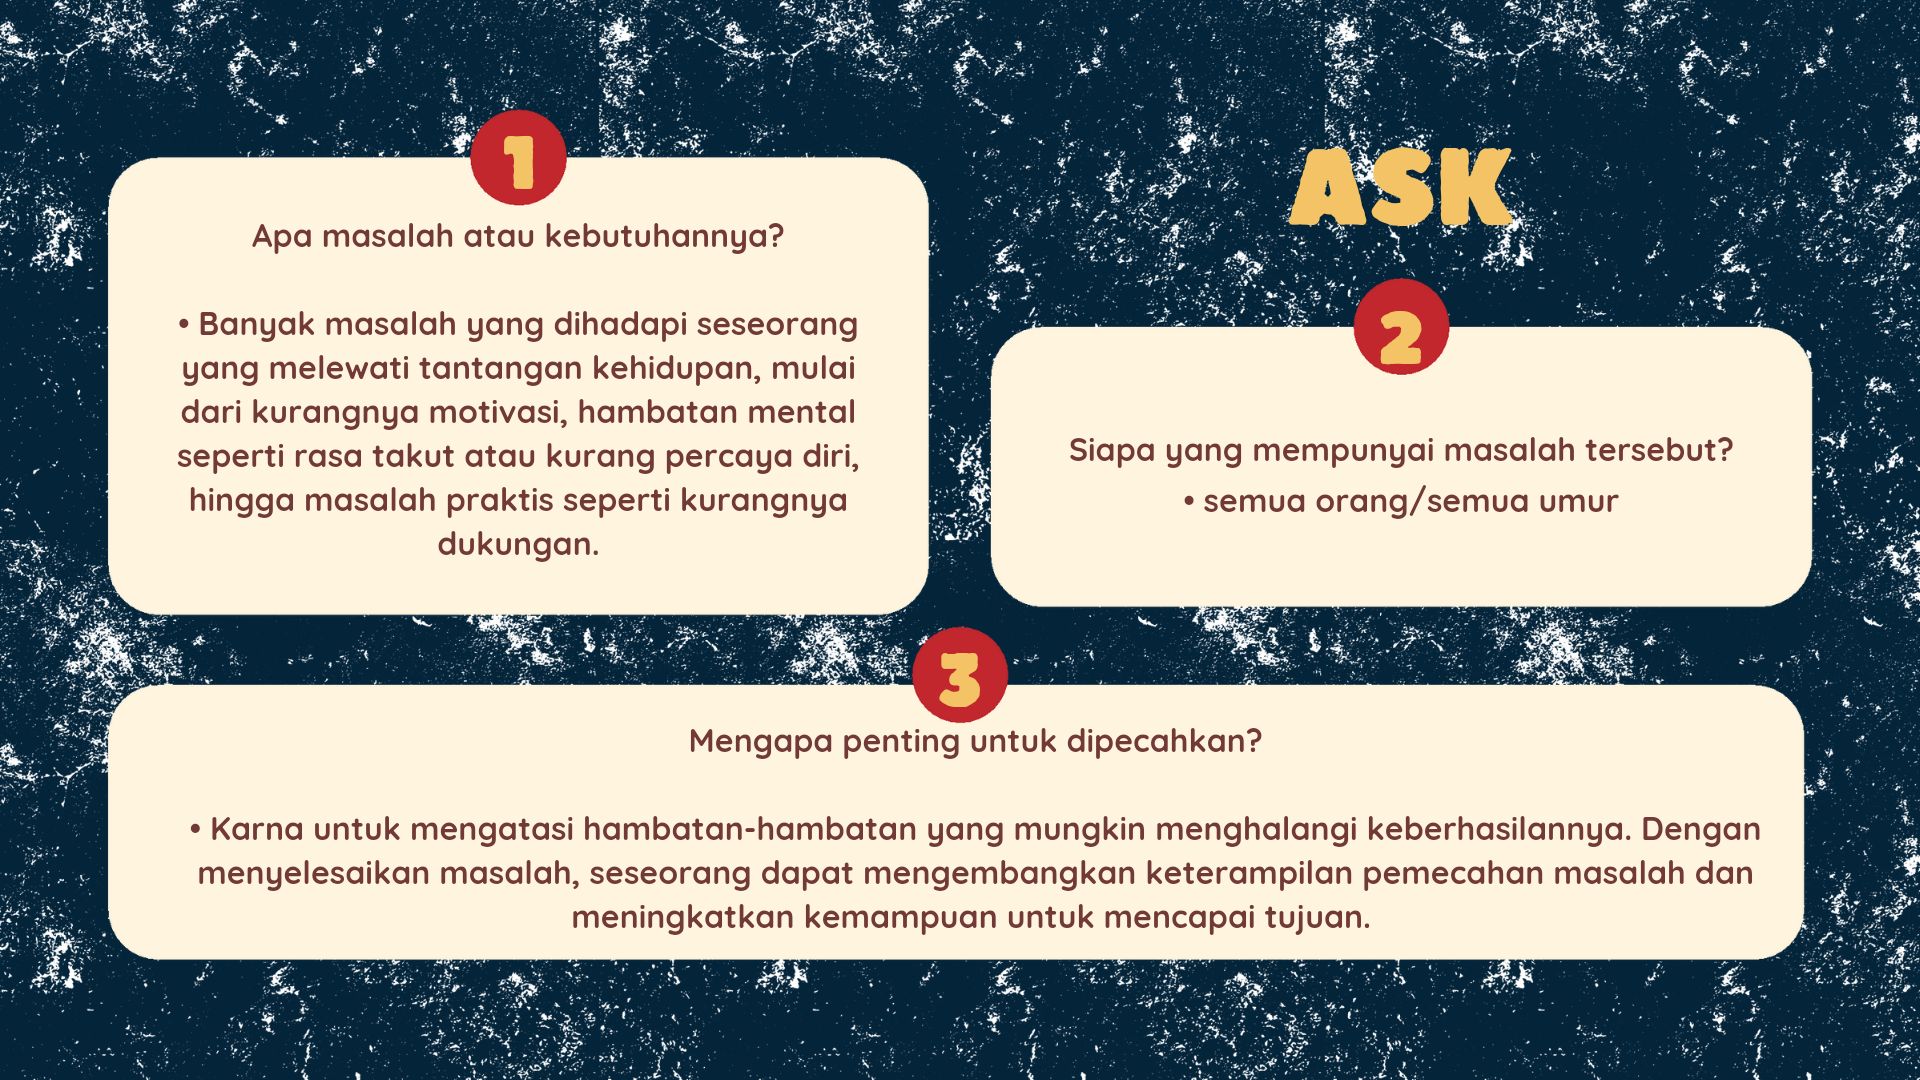 ASK
1
Apa masalah atau kebutuhannya?
• Banyak masalah yang dihadapi seseorang
yang melewati tantangan kehidupan, mulai
dari kurangnya motivasi, hambatan mental
seperti rasa takut atau kurang percaya diri,
hingga masalah praktis seperti kurangnya
dukungan.
2
Siapa yang mempunyai masalah tersebut?
• semua orang/semua umur
3
Mengapa penting untuk dipecahkan?
• Karna untuk mengatasi hambatan-hambatan yang mungkin menghalangi keberhasilannya. Dengan
menyelesaikan masalah, seseorang dapat mengembangkan keterampilan pemecahan masalah dan
meningkatkan kemampuan untuk mencapai tujuan.